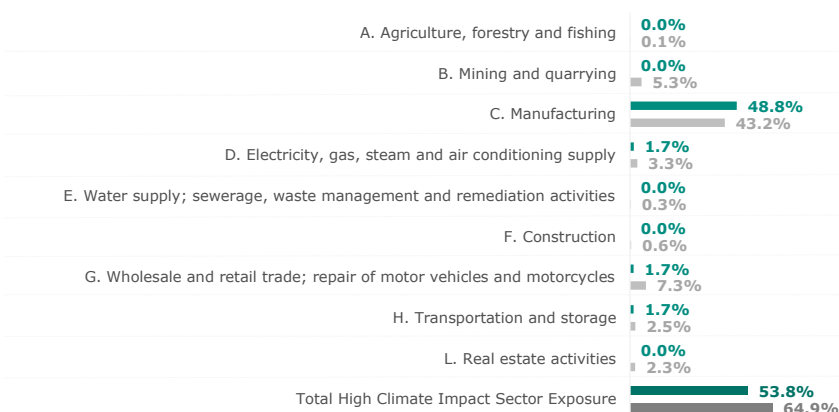 A. Agriculture, forestry and fishing
0.0%
0.1%
B. Mining and quarrying
0.0%
5.3%
C. Manufacturing
48.8%
43.2%
D. Electricity, gas, steam and air conditioning supply
1.7%
3.3%
E. Water supply; sewerage, waste management and remediation activities
0.0%
0.3%
F. Construction
0.0%
0.6%
G. Wholesale and retail trade; repair of motor vehicles and motorcycles
1.7%
7.3%
H. Transportation and storage
1.7%
2.5%
L. Real estate activities
0.0%
2.3%
Total High Climate Impact Sector Exposure
53.8%
64.9%